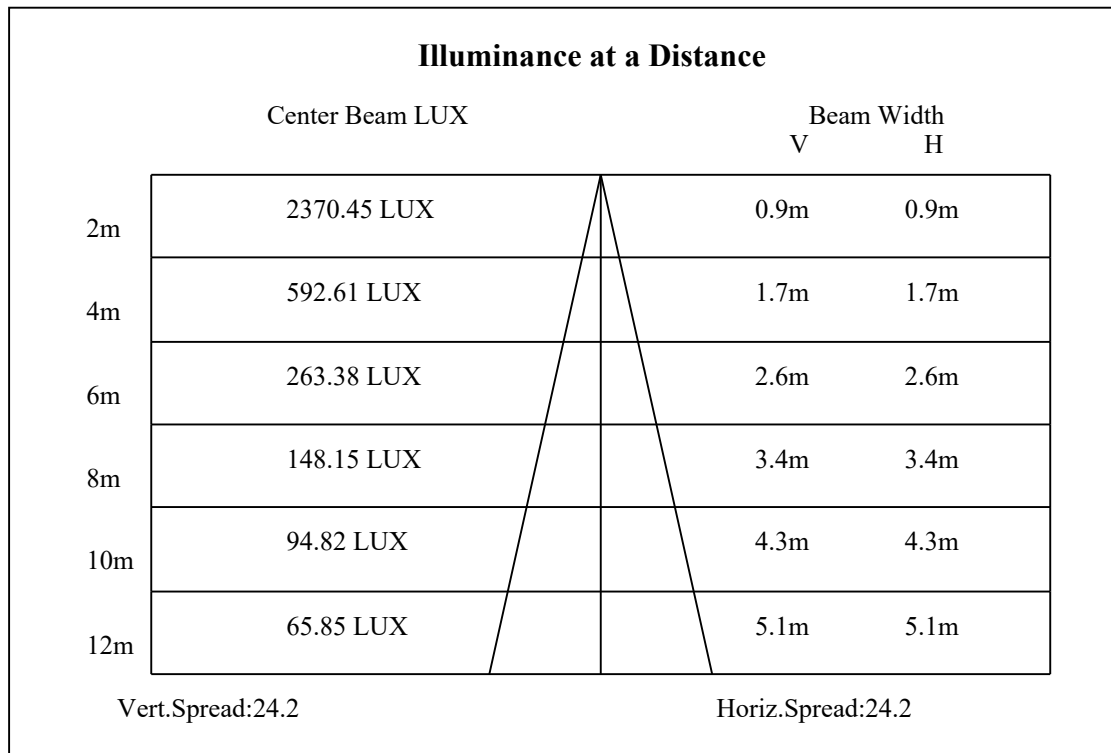 Illuminance at a Distance
Center Beam LUX Beam Width
V H
2m 2370.45 LUX 0.9m 0.9m
4m 592.61 LUX 1.7m 1.7m
6m 263.38 LUX 2.6m 2.6m
8m 148.15 LUX 3.4m 3.4m
10m 94.82 LUX 4.3m 4.3m
12m 65.85 LUX 5.1m 5.1m
Vert.Spread:24.2 Horiz.Spread:24.2